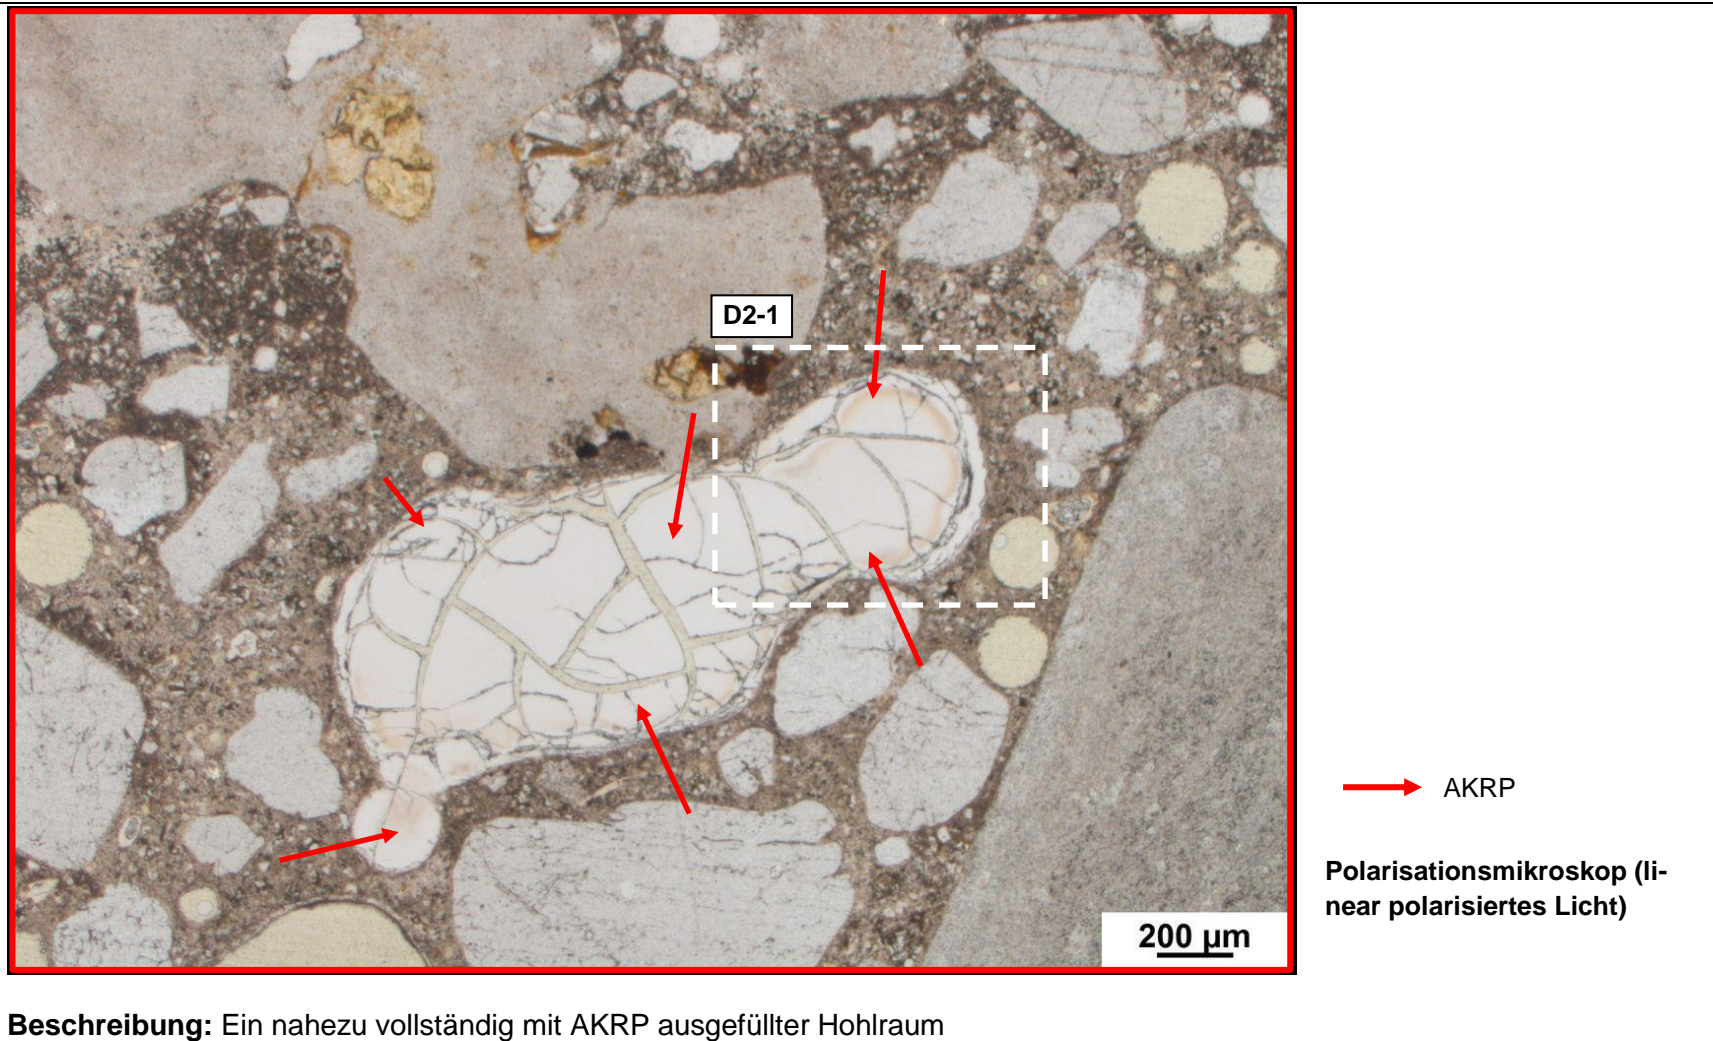 D2-1
AKRP
Polarisationsmikroskop (li-
near polarisiertes Licht)
200 µm
Beschreibung: Ein nahezu vollständig mit AKRP ausgefüllter Hohlraum